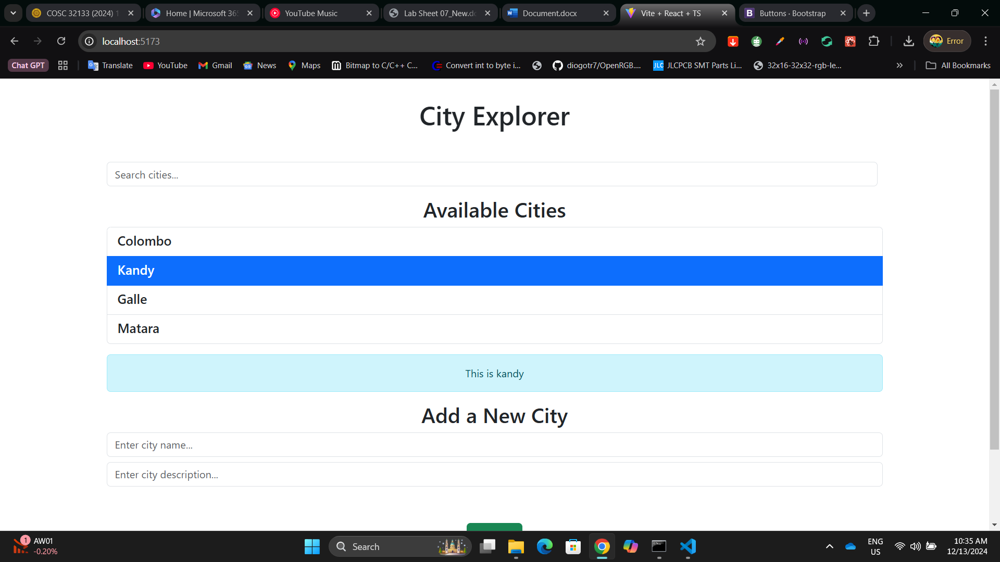 COSC 32133 (2024) 1
Home | Microsoft 365
YouTube Music
Lab Sheet 07_New.do
Document.docx
Vite + React + TS
Buttons · Bootstrap
localhost:5173
Error
Chat GPT
Translate
YouTube
Gmail
News
Maps
Bitmap to C/C++ C...
Convert int to byte i...
diogotr7/OpenRGB....
JLC
JLCPCB SMT Parts Li...
32x16-32x32-rgb-le...
All Bookmarks
City Explorer
Search cities...
Available Cities
Colombo
Kandy
Galle
Matara
This is kandy
Add a New City
Enter city name...
Enter city description...
1
AW01
-0.20%
Search
ENG
US
10:35 AM
12/13/2024